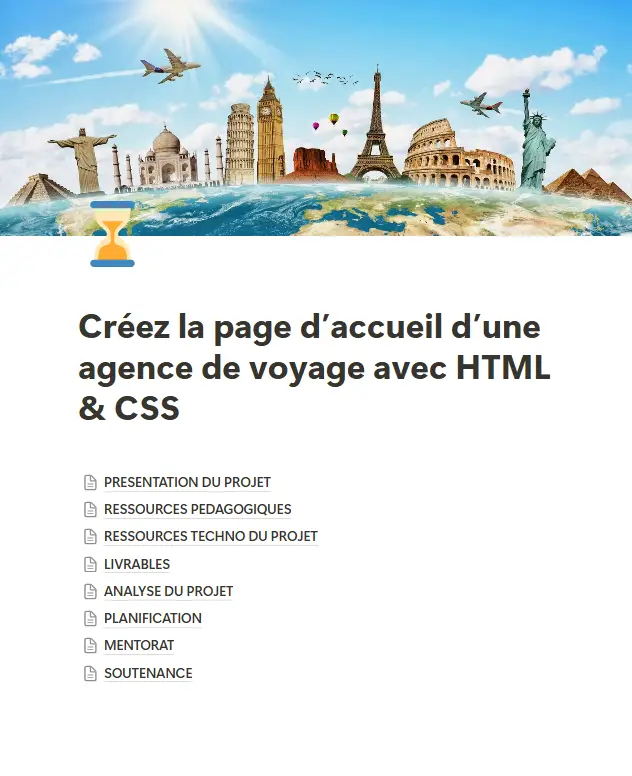 Créez la page d’accueil d’une
agence de voyage avec HTML
& CSS
PRESENTATION DU PROJET
RESSOURCES PEDAGOGIQUES
RESSOURCES TECHNO DU PROJET
LIVRABLES
ANALYSE DU PROJET
PLANIFICATION
MENTORAT
SOUTENANCE